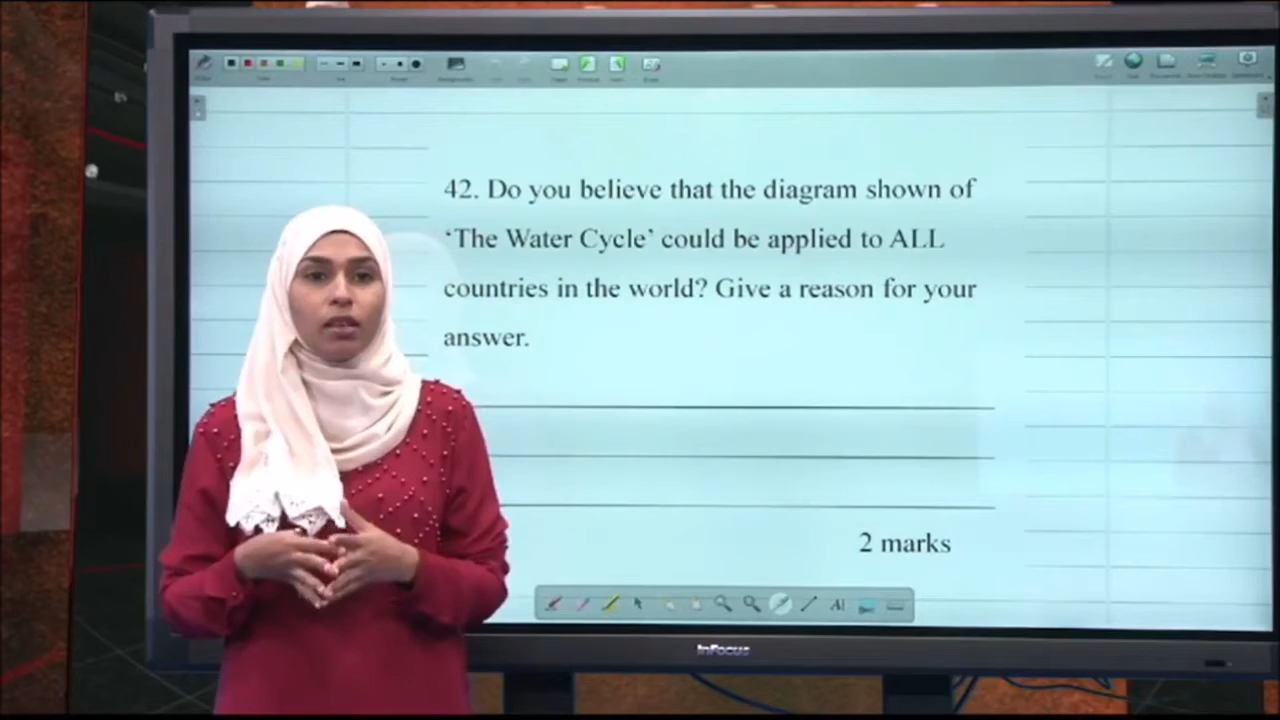 42. Do you believe that the diagram shown of
‘The Water Cycle’ could be applied to ALL
countries in the world? Give a reason for your
answer.
2 marks
A
InFocus